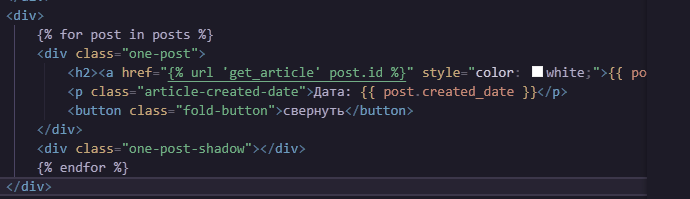 <div>
{% for post in posts %}
<div class="one-post">
<h2><a href="{% url 'get_article' post.id %}" style="color: white;">{{ po
<p class="article-created-date">Дата: {{ post.created_date }}</p>
<button class="fold-button">свернуть</button>
</div>
<div class="one-post-shadow"></div>
{% endfor %}
</div>